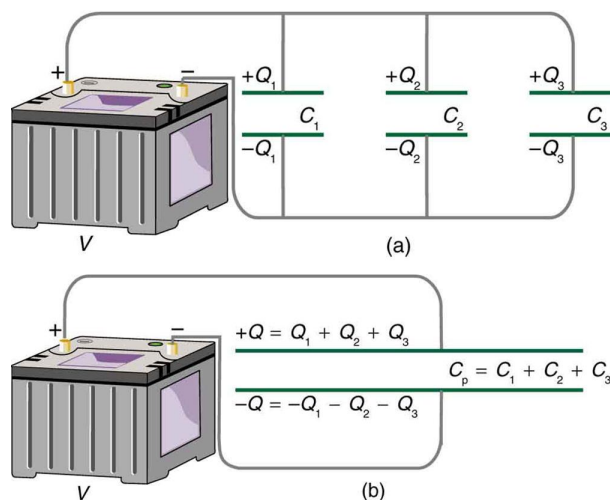 + −
+Q₁ +Q₂ +Q₃
C₁ C₂ C₃
−Q₁ −Q₂ −Q₃
V
(a)
+ −
+Q = Q₁ + Q₂ + Q₃
Cₚ = C₁ + C₂ + C₃
−Q = −Q₁ − Q₂ − Q₃
V
(b)